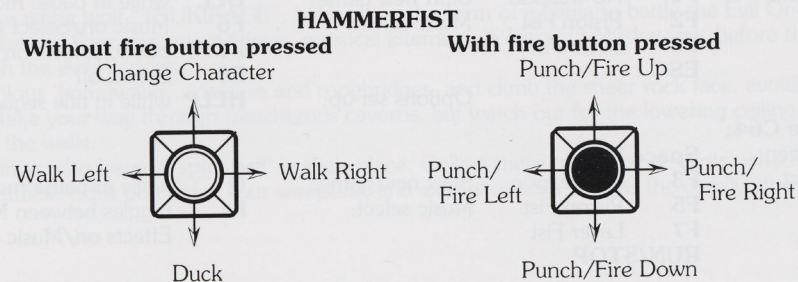 HAMMERFIST
Without fire button pressed
Change Character
Walk Left
Walk Right
Duck
With fire button pressed
Punch/Fire Up
Punch/
Fire Left
Punch/
Fire Right
Punch/Fire Down